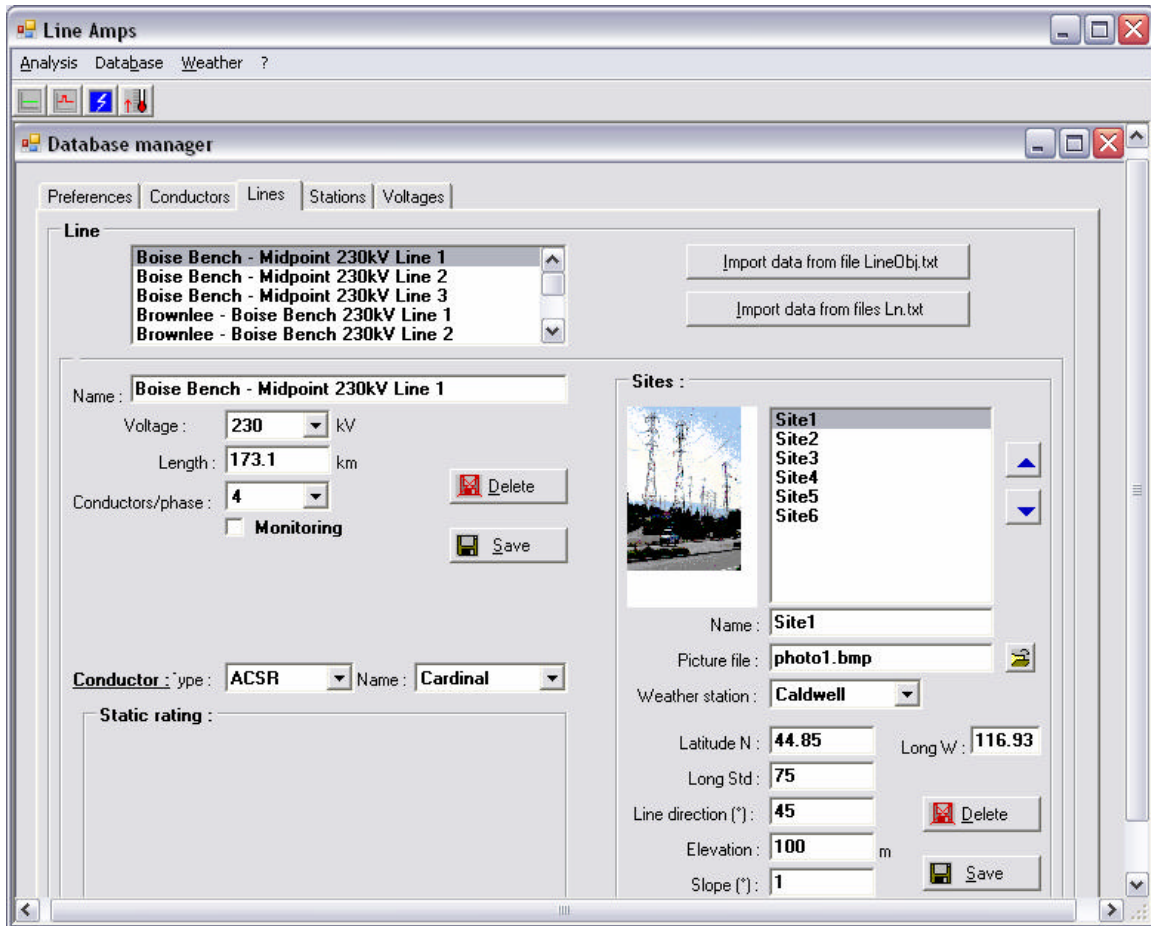 Line Amps
Analysis Database Weather ?
Database manager
Preferences Conductors Lines Stations Voltages
Line
Boise Bench - Midpoint 230kV Line 1
Boise Bench - Midpoint 230kV Line 2
Boise Bench - Midpoint 230kV Line 3
Brownlee - Boise Bench 230kV Line 1
Brownlee - Boise Bench 230kV Line 2
Import data from file LineObj.txt
Import data from files Ln.txt
Name : Boise Bench - Midpoint 230kV Line 1
Voltage : 230 kV
Length : 173.1 km
Conductors/phase : 4
Monitoring
Delete
Save
Conductor : ype : ACSR Name : Cardinal
Static rating :
Sites :
Site1
Site2
Site3
Site4
Site5
Site6
Name : Site1
Picture file : photo1.bmp
Weather station : Caldwell
Latitude N : 44.85 Long W : 116.93
Long Std : 75
Line direction (°) : 45
Elevation : 100 m
Slope (°) : 1
Delete
Save